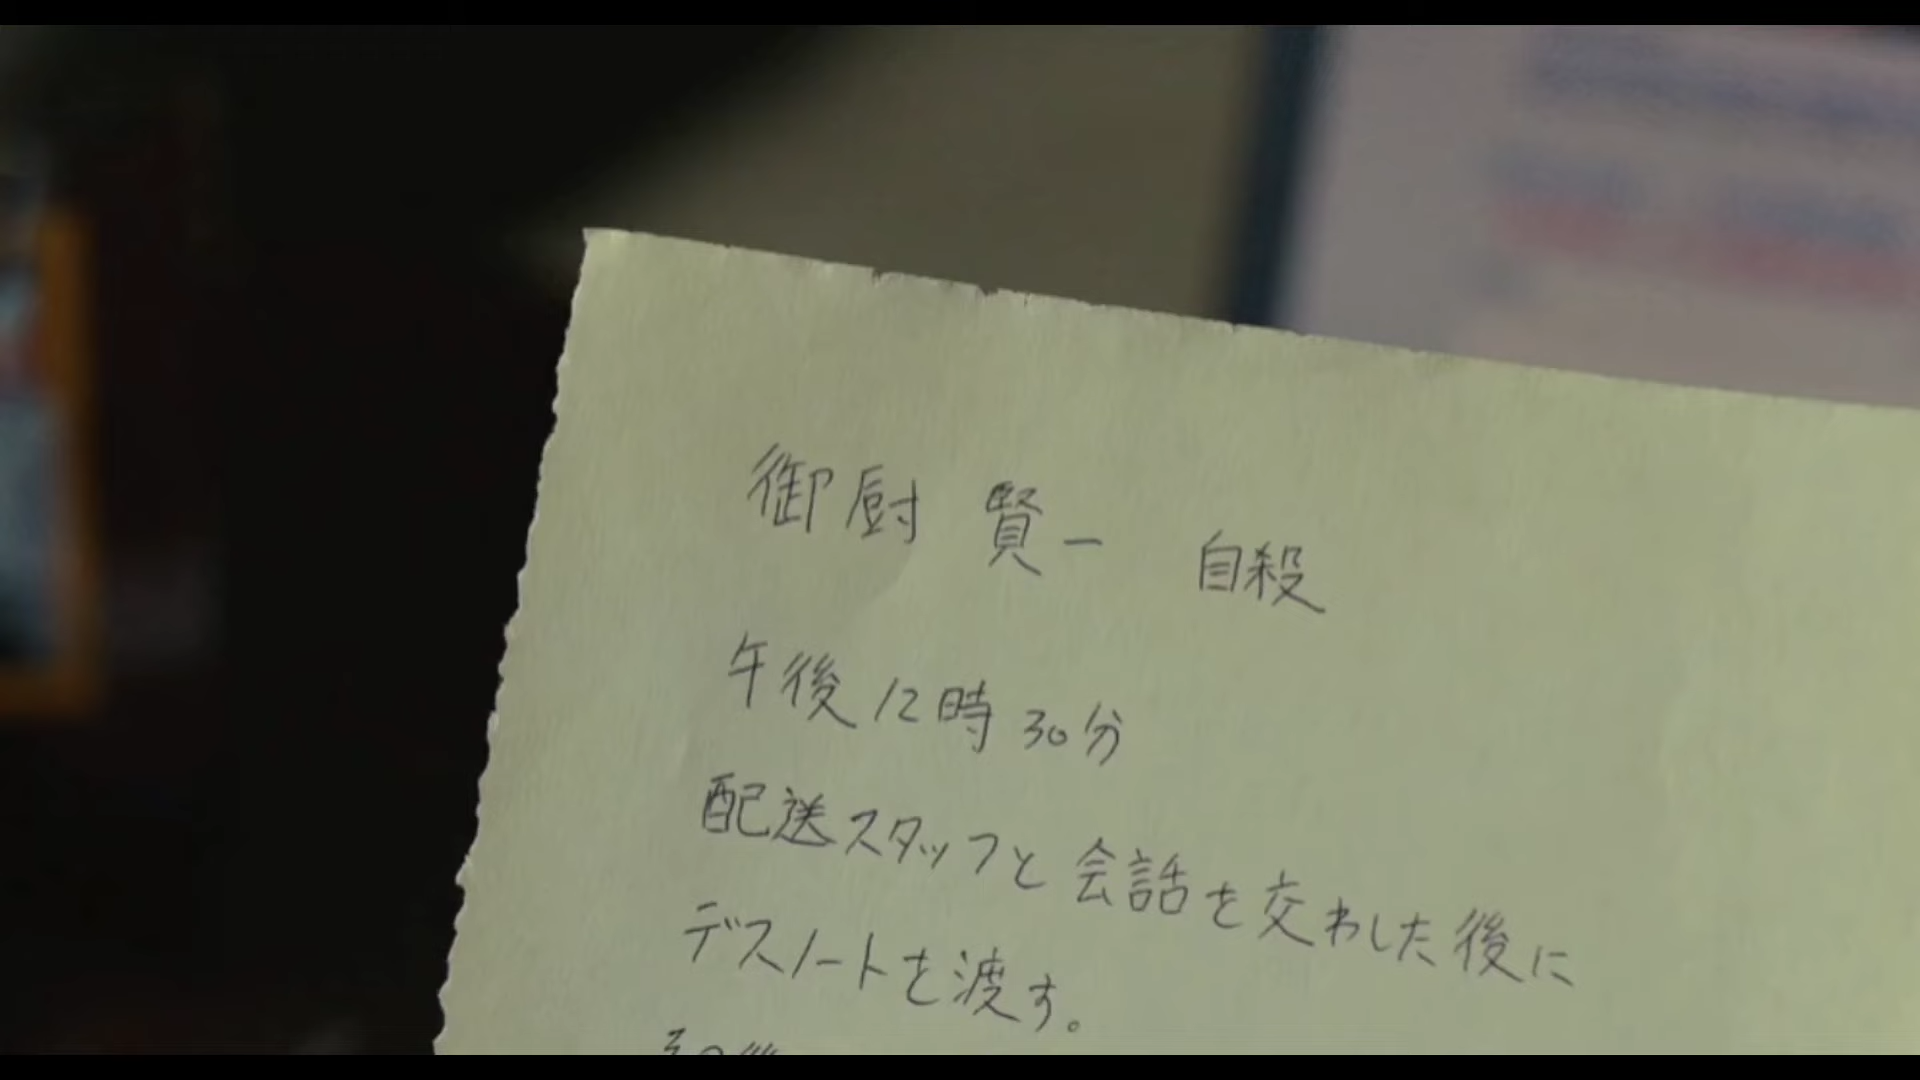 御厨 賢一 自殺
午後12時30分
配送スタッフと会話を交わした後に
デスノートを渡す。